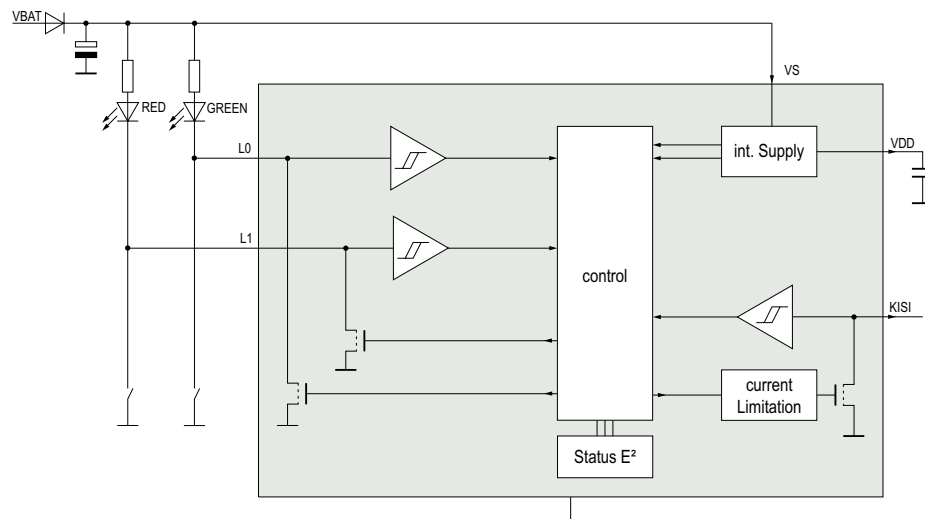 VBAT
VS
RED
GREEN
L0
int. Supply
VDD
L1
control
KISI
current
Limitation
Status E²